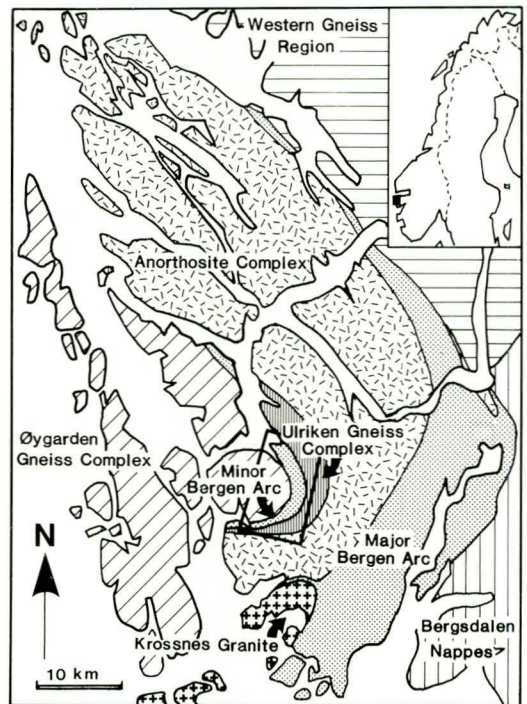 Western Gneiss
Region
Anorthosite Complex
Øygarden
Gneiss Complex
Ulriken Gneiss
Complex
Minor
Bergen Arc
Major
Bergen Arc
N
Krossnes Granite
Bergsdalen
Nappes
10 km